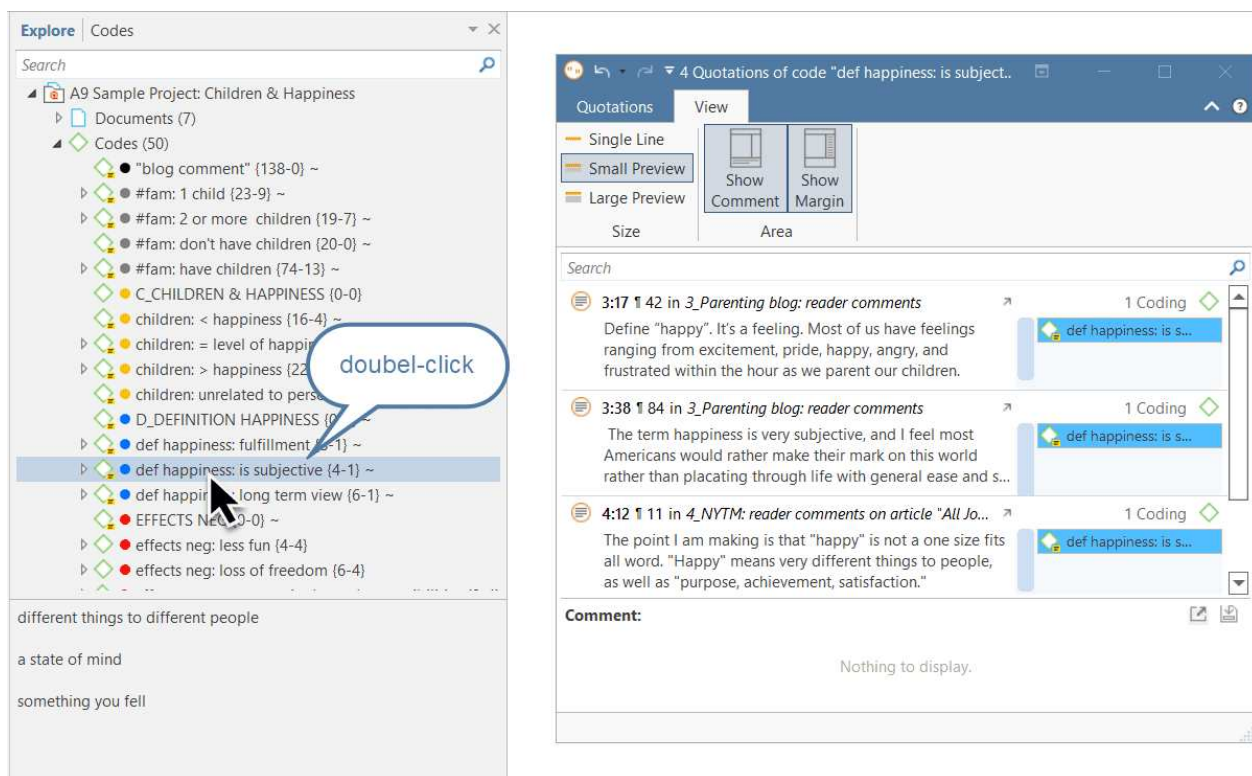 Explore Codes
Search
A9 Sample Project: Children & Happiness
Documents (7)
Codes (50)
"blog comment" {138-0} ~
#fam: 1 child {23-9} ~
#fam: 2 or more children {19-7} ~
#fam: don't have children {20-0} ~
#fam: have children {74-13} ~
C_CHILDREN & HAPPINESS {0-0}
children: < happiness {16-4} ~
children: = level of
children: > happiness {22
children: unrelated to
D_DEFINITION HAPPINESS
def happiness: fulfillment
def happiness: is subjective {4-1} ~
def long term view {6-1} ~
EFFECTS ~
effects neg: less fun {4-4}
effects neg: loss of freedom {6-4}
doubel-click
different things to different people
a state of mind
something you fell
4 Quotations of code "def happiness: is subject..
Quotations View
Single Line
Small Preview
Large Preview
Size
Show Comment
Show Margin
Area
Search
3:17 ¶ 42 in 3_Parenting blog: reader comments 1 Coding
Define "happy". It's a feeling. Most of us have feelings
ranging from excitement, pride, happy, angry, and
frustrated within the hour as we parent our children.
def happiness: is s...
3:38 ¶ 84 in 3_Parenting blog: reader comments 1 Coding
The term happiness is very subjective, and I feel most
Americans would rather make their mark on this world
rather than placating through life with general ease and s...
def happiness: is s...
4:12 ¶ 11 in 4_NYTM: reader comments on article "All Jo... 1 Coding
The point I am making is that "happy" is not a one size fits
all word. "Happy" means very different things to people,
as well as "purpose, achievement, satisfaction."
def happiness: is s...
Comment:
Nothing to display.